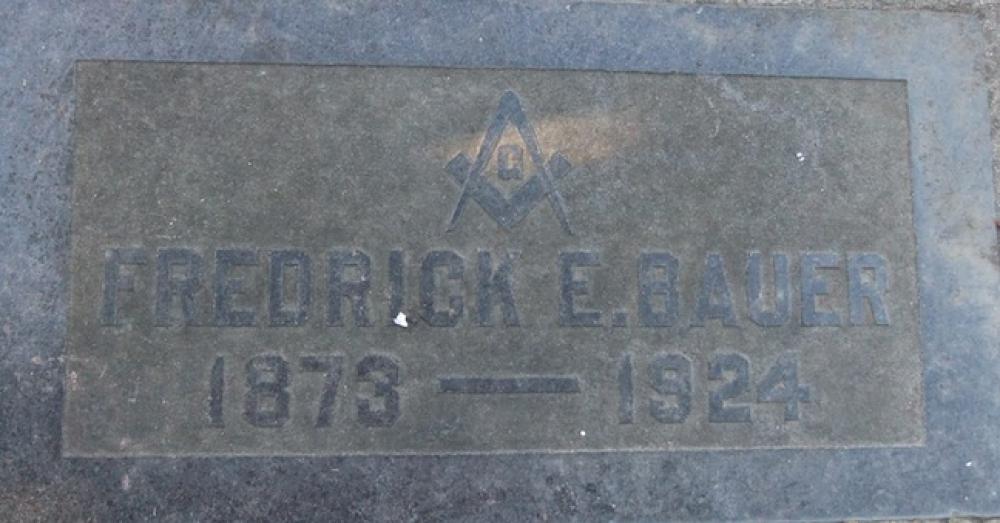 G
FREDRICK E. BAUER
1873 — 1924